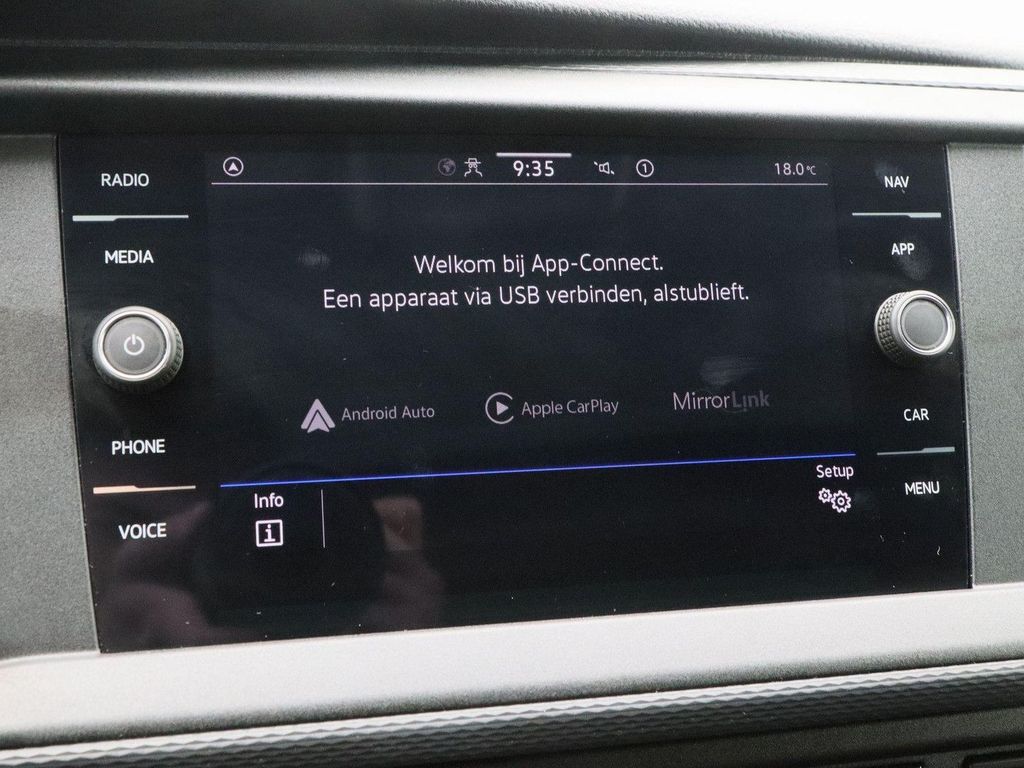 RADIO
MEDIA
PHONE
VOICE
9:35
1
18.0°C
Welkom bij App-Connect.
Een apparaat via USB verbinden, alstublieft.
Android Auto
Apple CarPlay
MirrorLink
Info
i
Setup
NAV
APP
CAR
MENU